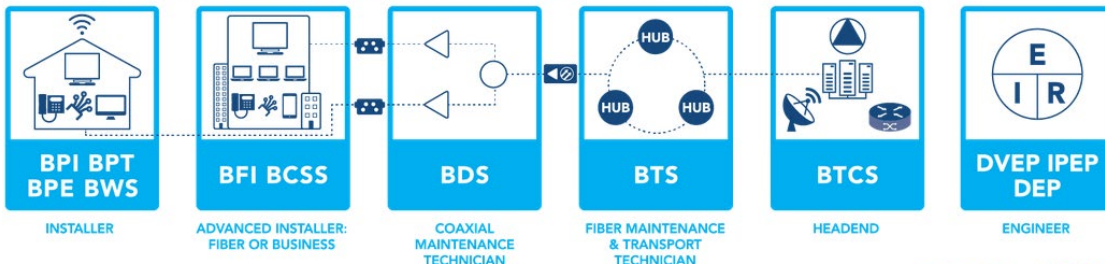 HUB
HUB
HUB
E
I R
BPI BPT
BPE BWS
BFI BCSS
BDS
BTS
BTCS
DVEP IPEP
DEP
INSTALLER
ADVANCED INSTALLER:
FIBER OR BUSINESS
COAXIAL
MAINTENANCE
TECHNICIAN
FIBER MAINTENANCE
& TRANSPORT
TECHNICIAN
HEADEND
ENGINEER